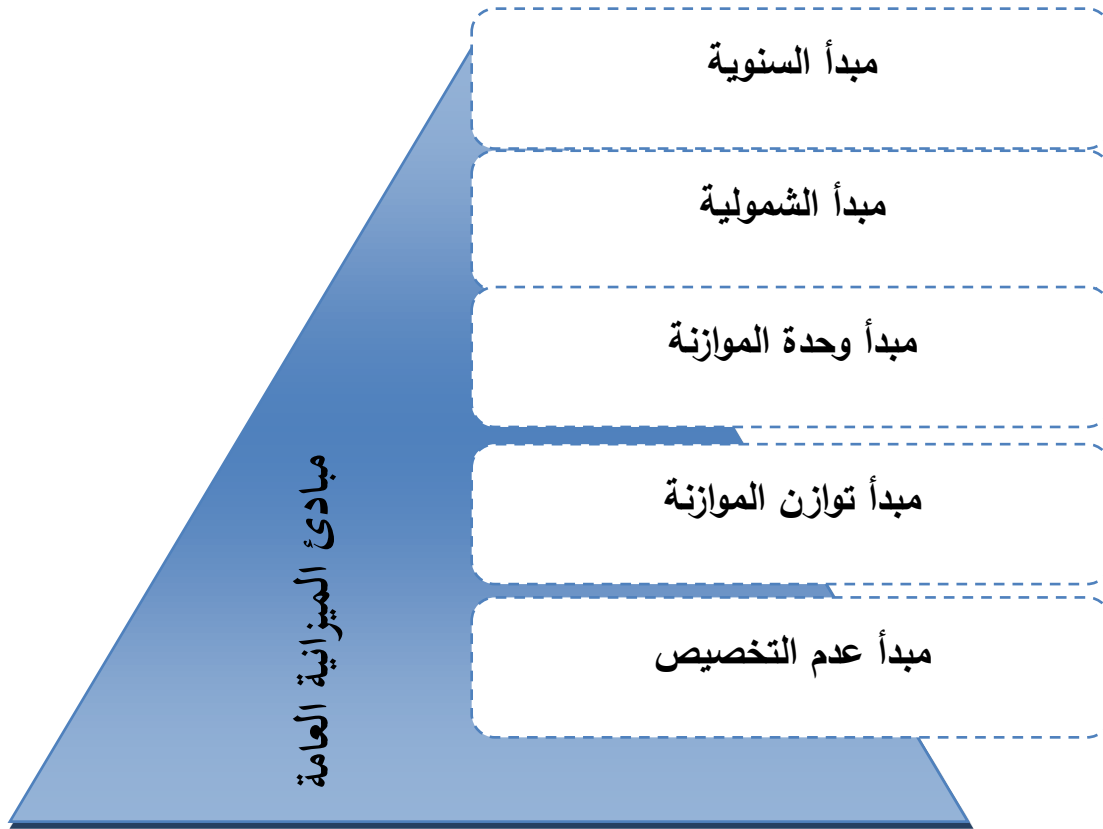 مبدأ السنوية
مبدأ الشمولية
مبدأ وحدة الموازنة
مبدأ توازن الموازنة
مبدأ عدم التخصيص
مبادئ الميزانية العامة